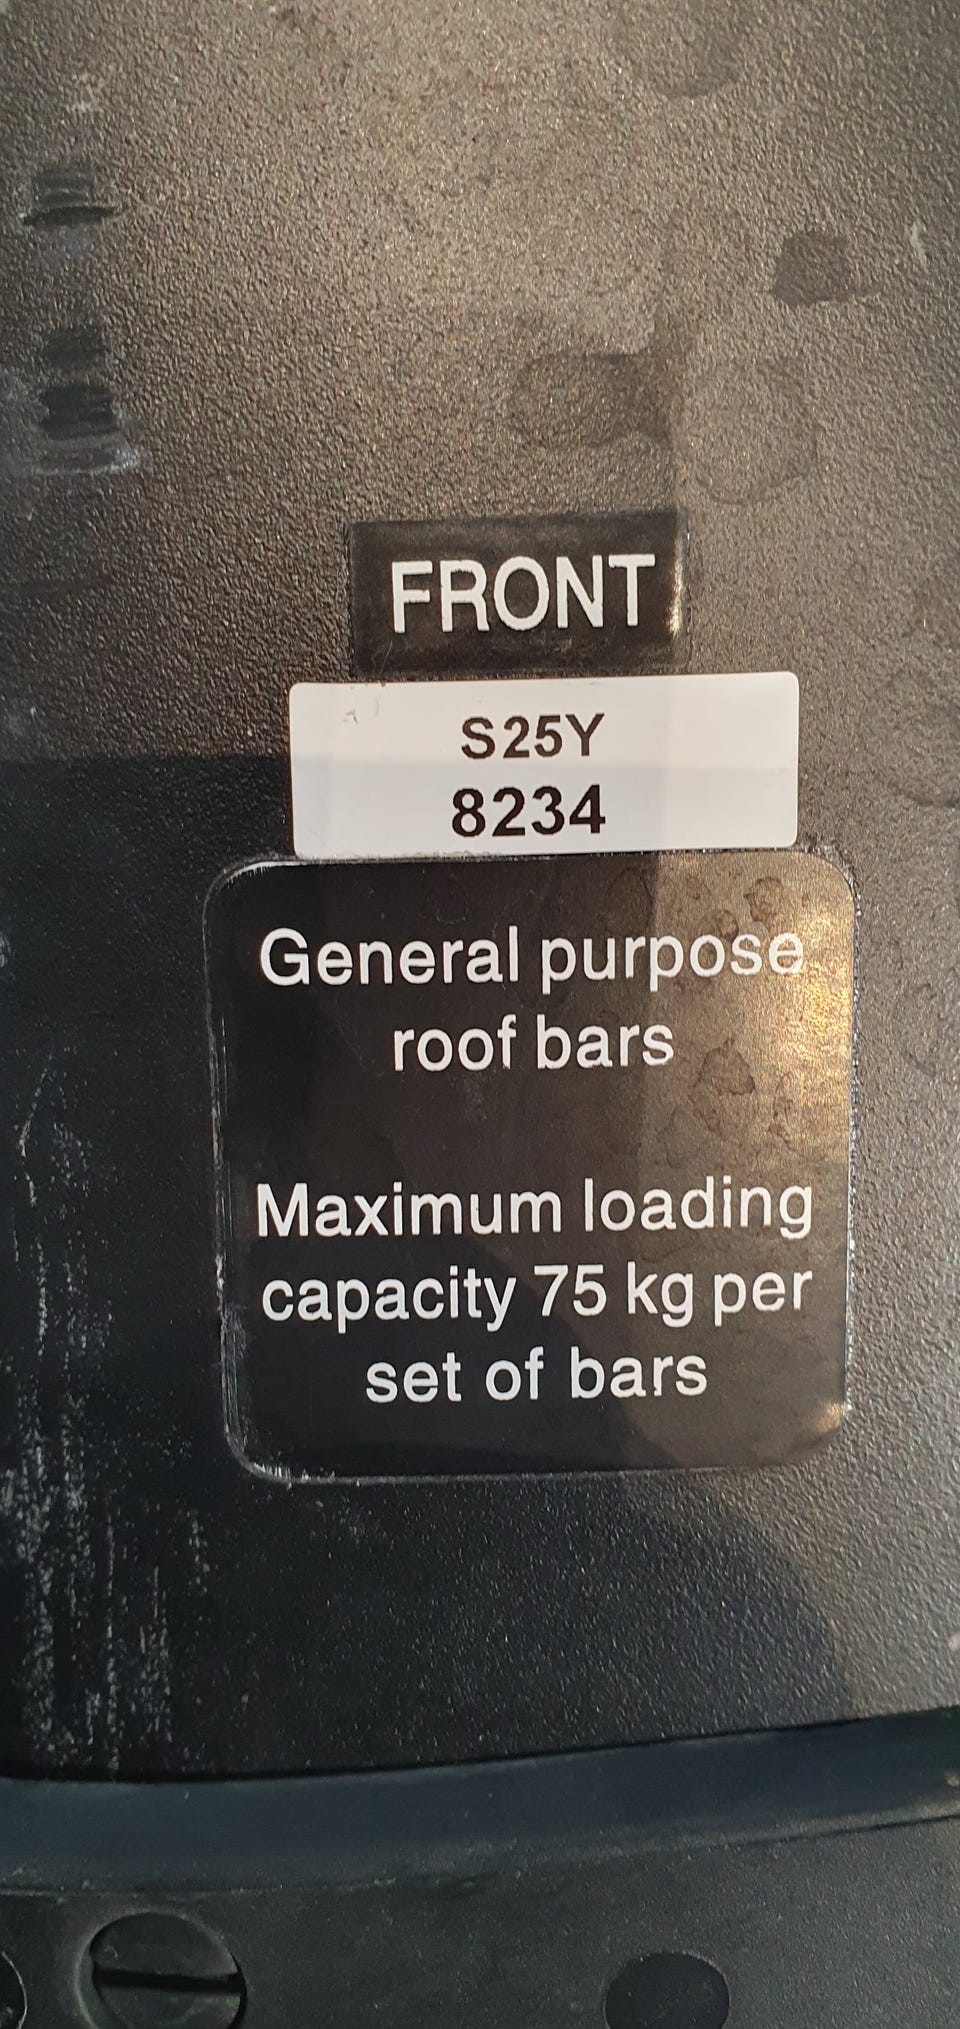 FRONT
S25Y
8234
General purpose
roof bars
Maximum loading
capacity 75 kg per
set of bars